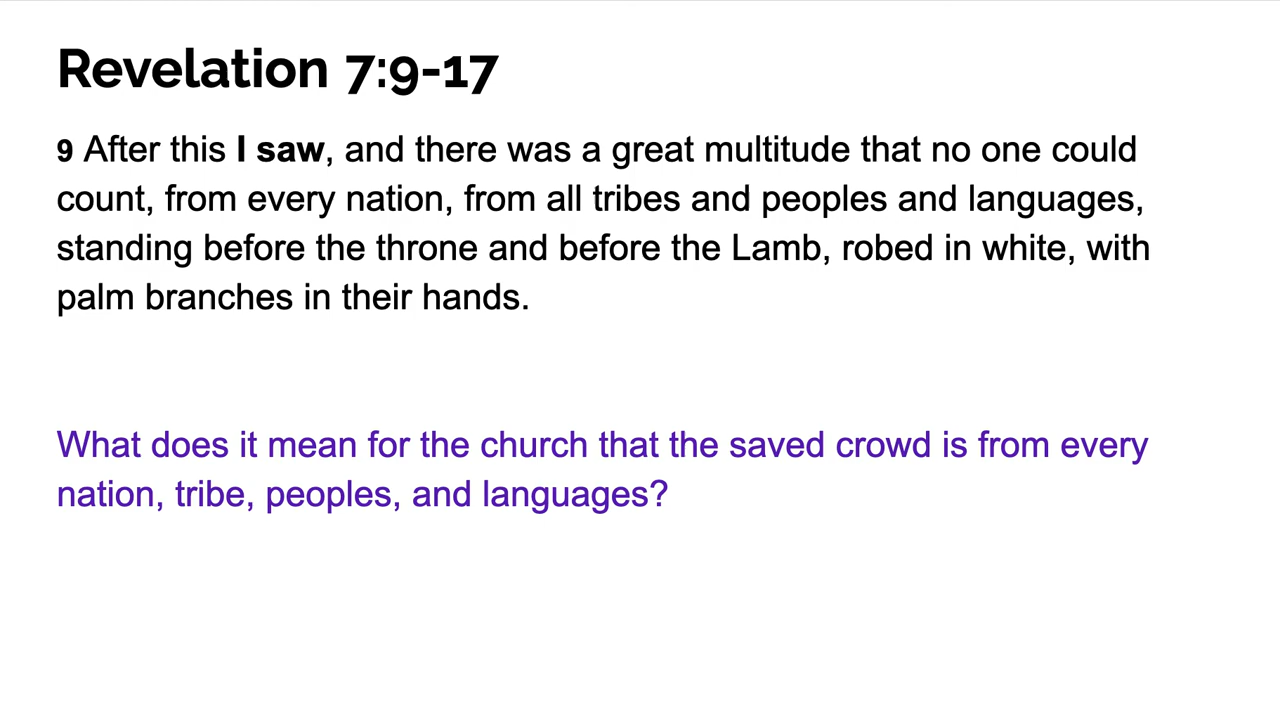 Revelation 7:9-17
9 After this I saw, and there was a great multitude that no one could
count, from every nation, from all tribes and peoples and languages,
standing before the throne and before the Lamb, robed in white, with
palm branches in their hands.
What does it mean for the church that the saved crowd is from every
nation, tribe, peoples, and languages?